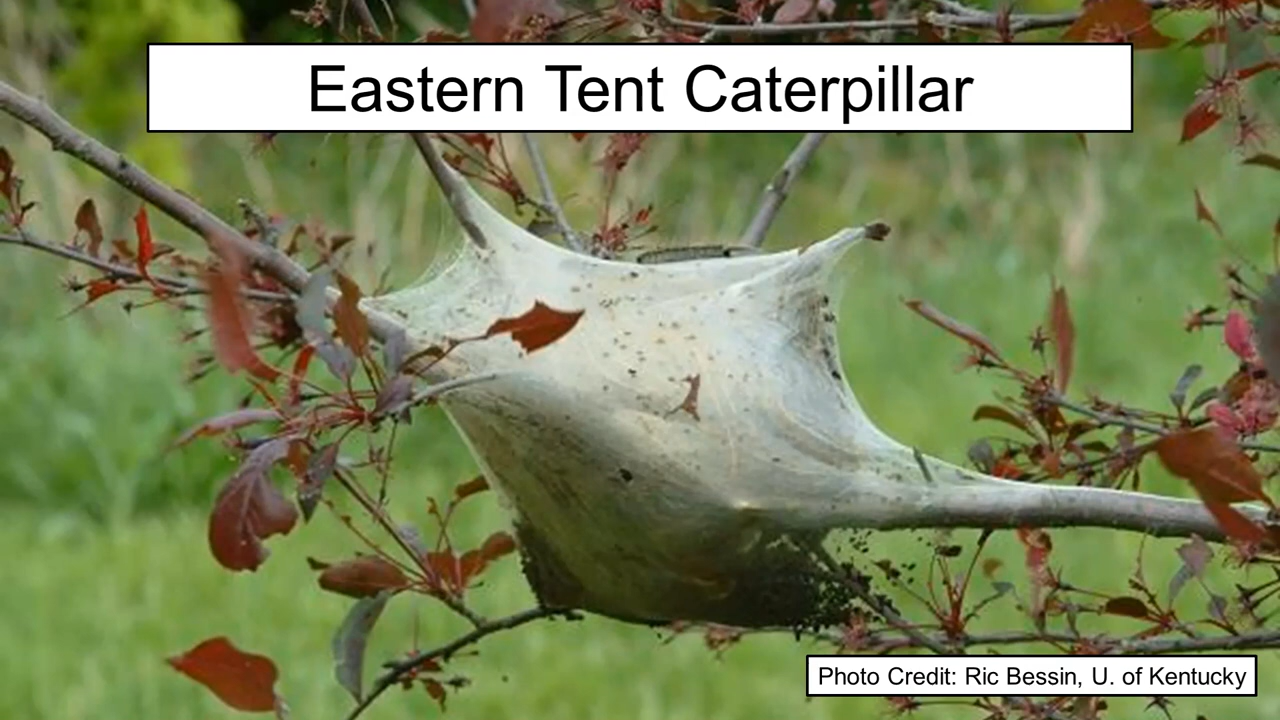 Eastern Tent Caterpillar
Photo Credit: Ric Bessin, U. of Kentucky